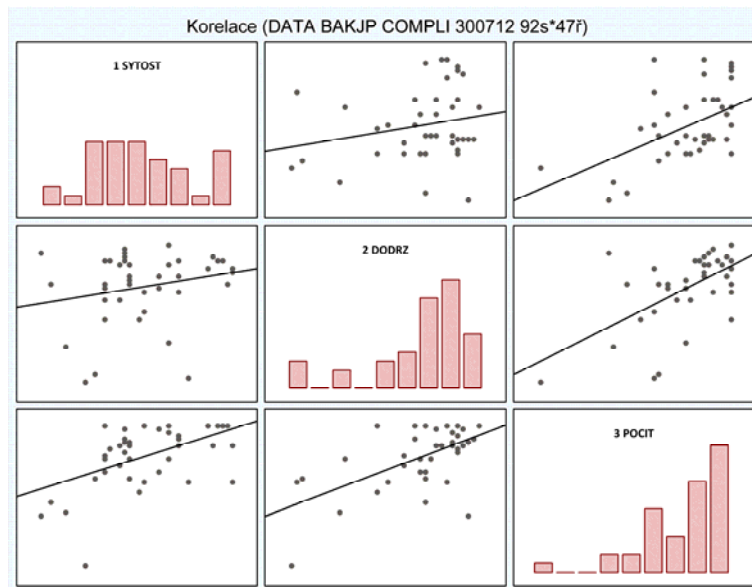 Korelace (DATA BAKJP COMPLI 300712 92s*47ř)
1 SYTOST
2 DODRZ
3 POCIT